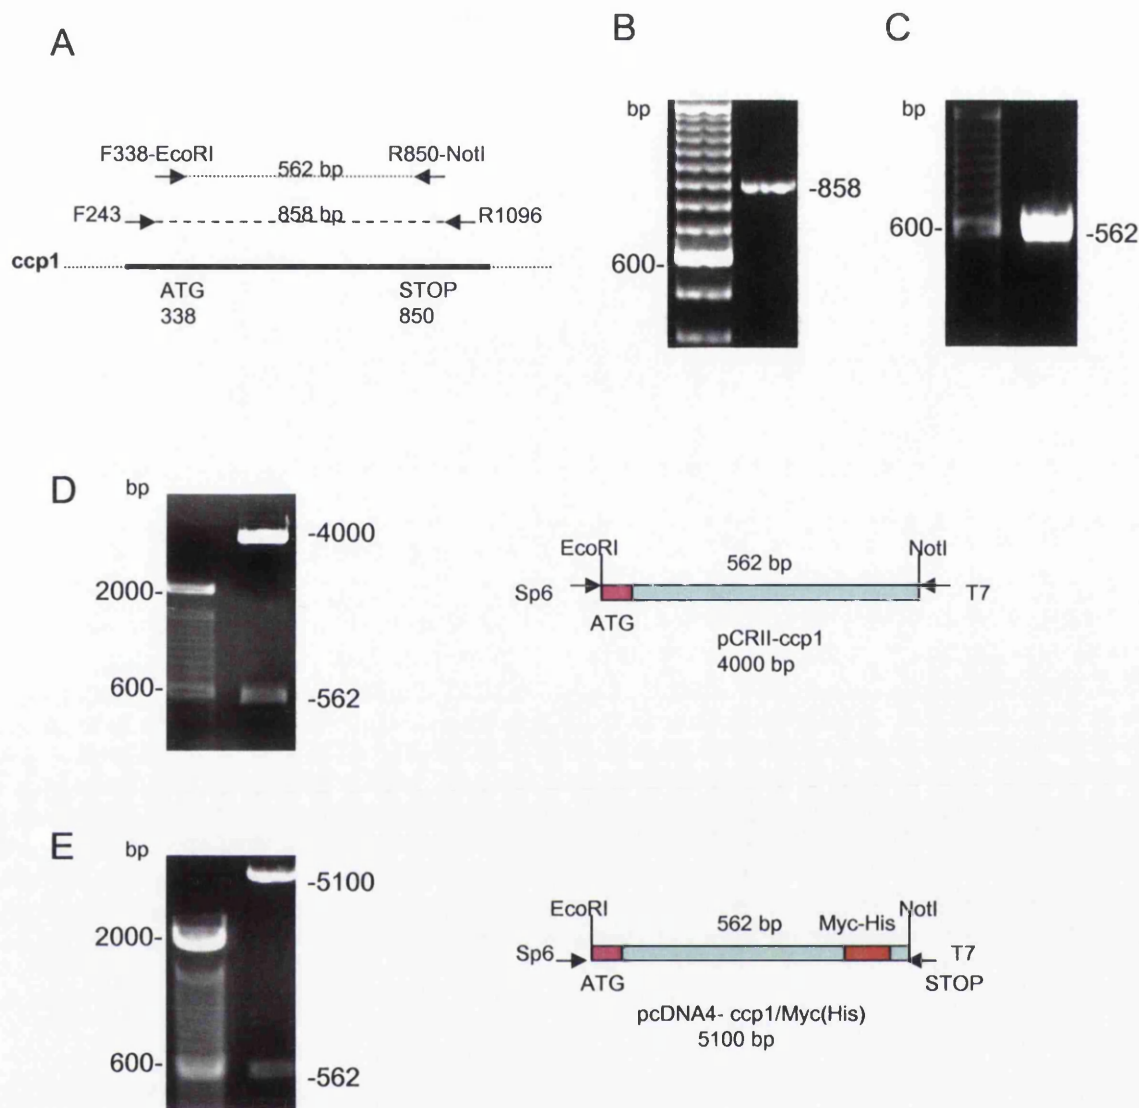 A
F338-EcoRI
562 bp
R850-NotI
F243
858 bp
R1096
ccp1
ATG
338
STOP
850
B
bp
-858
600-
C
bp
600-
-562
D
bp
-4000
2000-
600-
-562
EcoRI
562 bp
NotI
Sp6
T7
ATG
pCRII-ccp1
4000 bp
E
bp
-5100
2000-
600-
-562
EcoRI
562 bp
Myc-His
NotI
Sp6
T7
ATG
STOP
pcDNA4- ccp1/Myc(His)
5100 bp